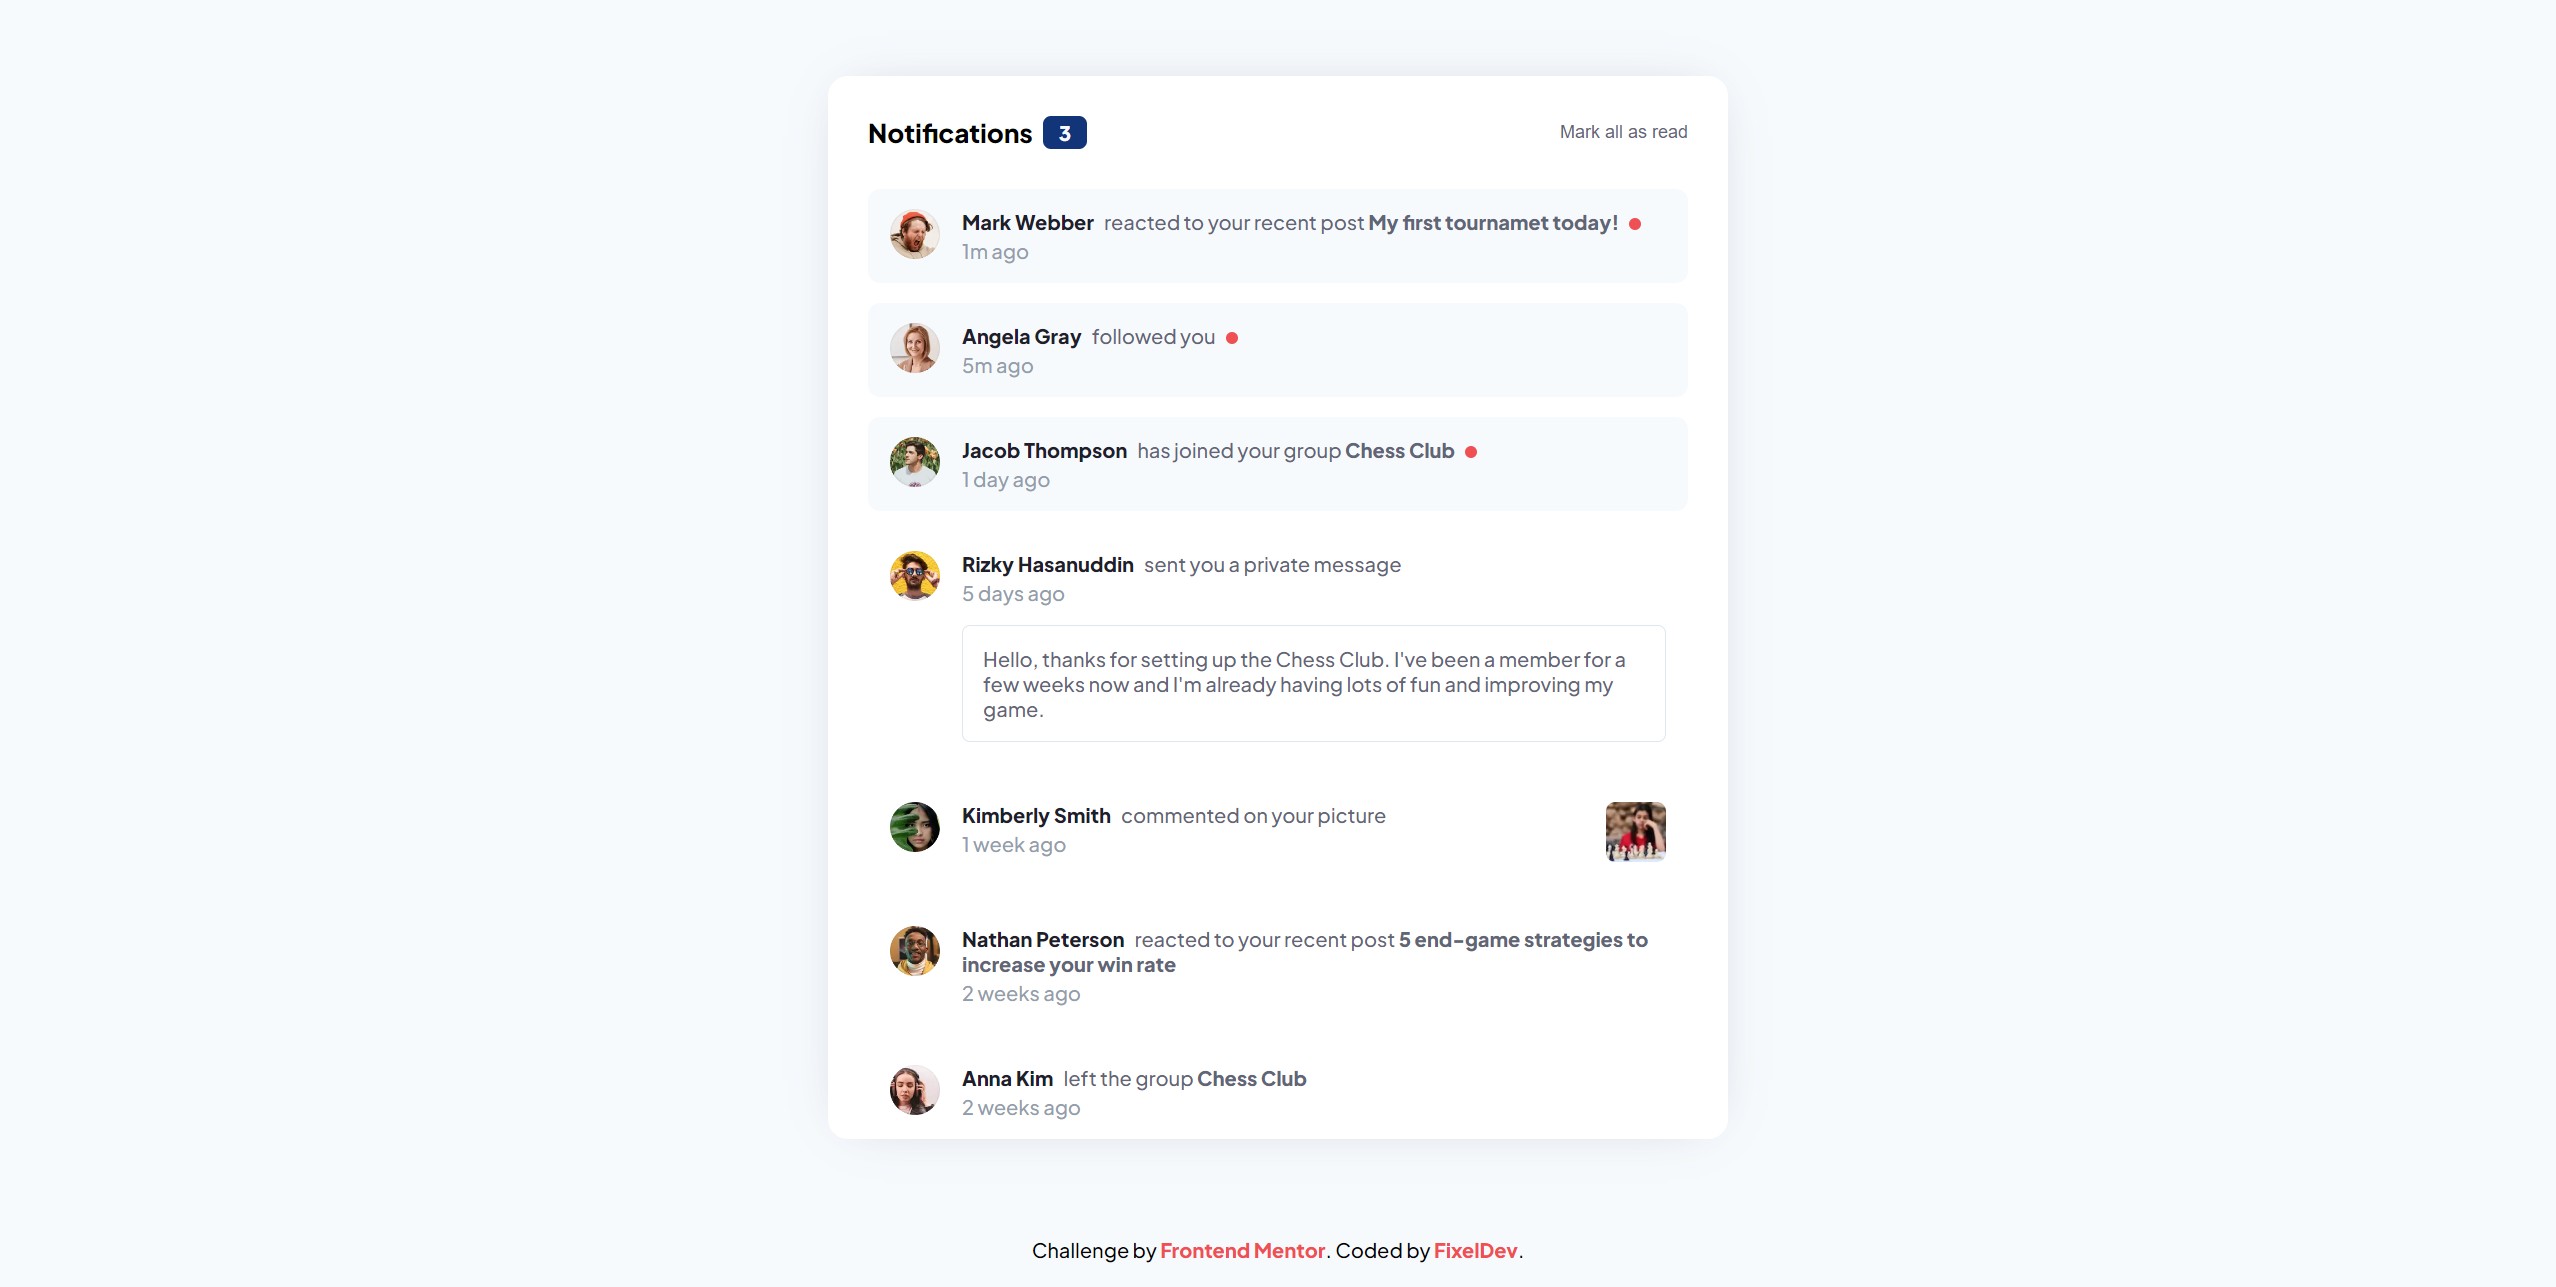 Notifications 3
Mark all as read
Mark Webber reacted to your recent post My first tournamet today!
1m ago
Angela Gray followed you
5m ago
Jacob Thompson has joined your group Chess Club
1 day ago
Rizky Hasanuddin sent you a private message
5 days ago
Hello, thanks for setting up the Chess Club. I've been a member for a
few weeks now and I'm already having lots of fun and improving my
game.
Kimberly Smith commented on your picture
1 week ago
Nathan Peterson reacted to your recent post 5 end-game strategies to
increase your win rate
2 weeks ago
Anna Kim left the group Chess Club
2 weeks ago
Challenge by Frontend Mentor. Coded by FixelDev.